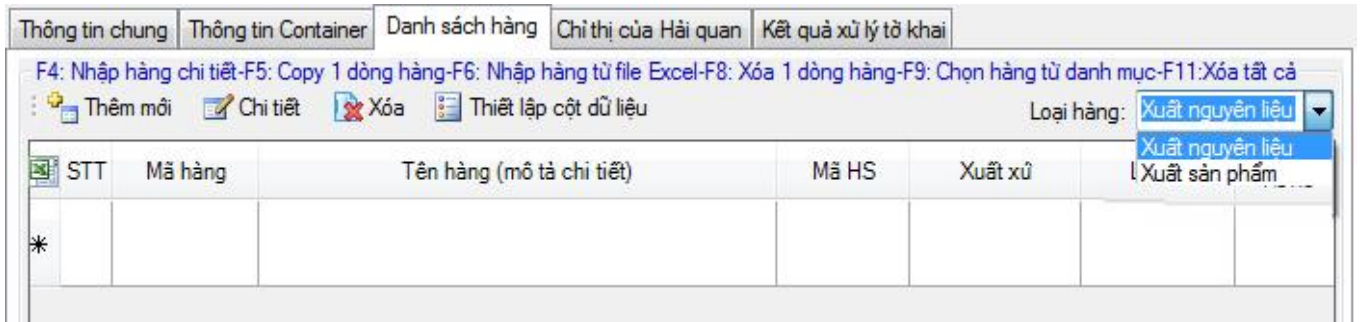 Thông tin chung Thông tin Container Danh sách hàng Chỉ thị của Hải quan Kết quả xử lý tờ khai
F4: Nhập hàng chi tiết-F5: Copy 1 dòng hàng-F6: Nhập hàng từ file Excel-F8: Xóa 1 dòng hàng-F9: Chọn hàng từ danh mục-F11:Xóa tất cả
Thêm mới Chi tiết Xóa Thiết lập cột dữ liệu Loại hàng: Xuất nguyên liệu
Xuất nguyên liệu
STT Mã hàng Tên hàng (mô tả chi tiết) Mã HS Xuất xứ Xuất sản phẩm
*